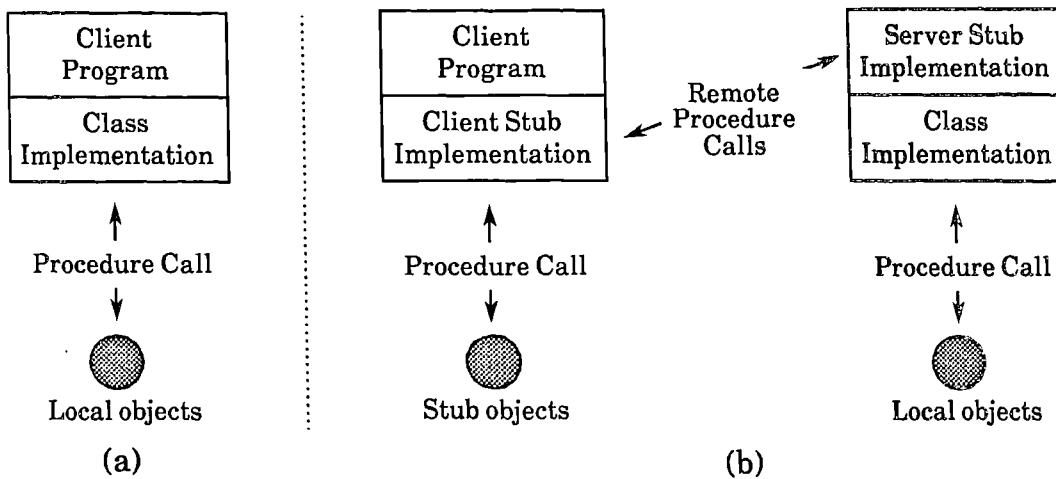 Client
Program
Class
Implementation
Procedure Call
Local objects
(a)
Client
Program
Client Stub
Implementation
Procedure Call
Stub objects
Remote
Procedure
Calls
Server Stub
Implementation
Class
Implementation
Procedure Call
Local objects
(b)